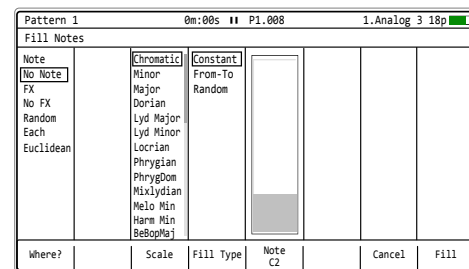 Pattern 1 0m:00s P1.008 1.Analog 3 18p
Fill Notes
Note
No Note
FX
No FX
Random
Each
Euclidean
Chromatic
Minor
Major
Dorian
Lyd Major
Lyd Minor
Locrian
Phrygian
PhrygDom
Mixlydian
Melo Min
Harm Min
BeBopMaj
Constant
From-To
Random
Where? Scale Fill Type Note Cancel Fill
C2